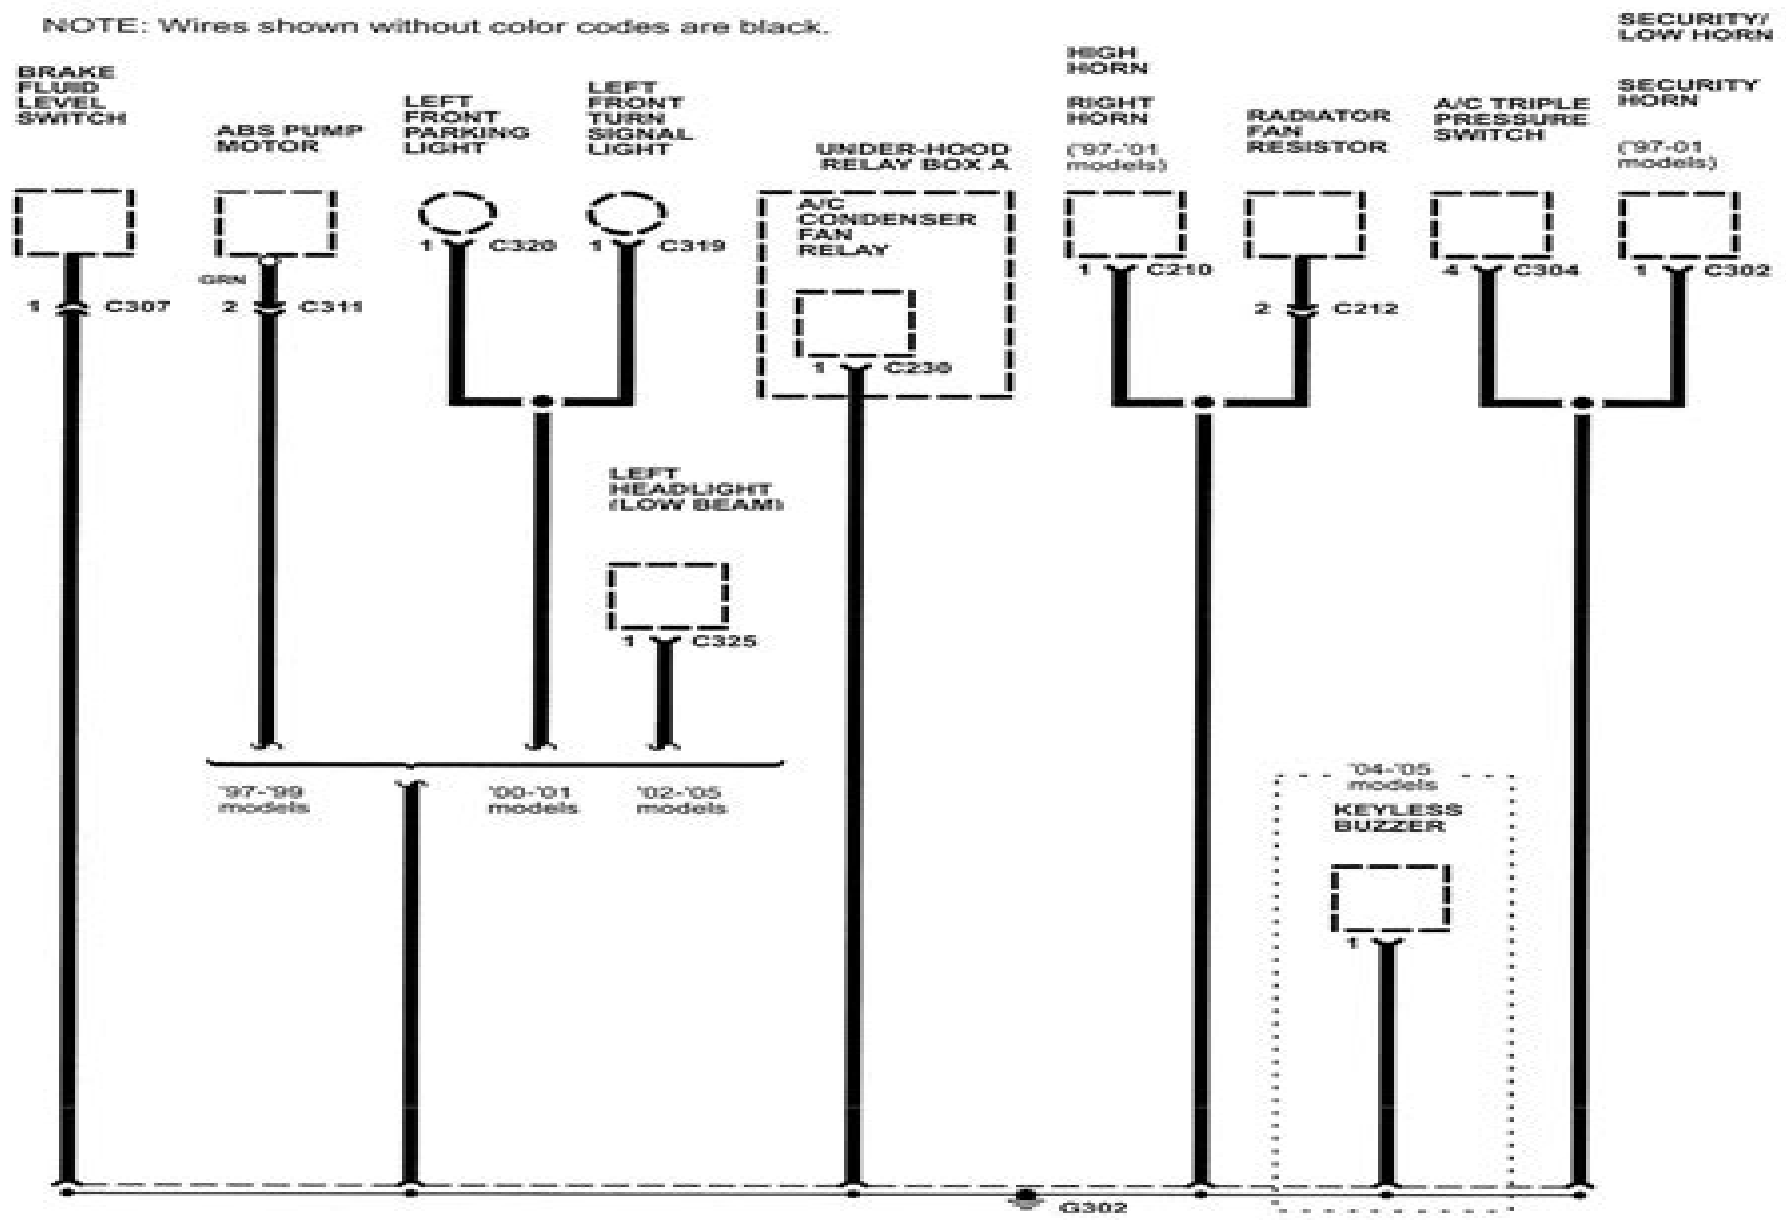 NOTE: Wires shown without color codes are black.
BRAKE
FLUID
LEVEL
SWITCH
1
C307
ABS PUMP
MOTOR
GRN
2
C311
LEFT
FRONT
PARKING
LIGHT
1
C320
LEFT
FRONT
TURN
SIGNAL
LIGHT
1
C319
UNDER-HOOD
RELAY BOX A
A/C
CONDENSER
FAN
RELAY
1
C230
HIGH
HORN
RIGHT
HORN
('97-'01
models)
1
C210
RADIATOR
FAN
RESISTOR
2
C212
A/C TRIPLE
PRESSURE
SWITCH
4
C304
SECURITY/
LOW HORN
SECURITY
HORN
('97-01
models)
1
C302
LEFT
HEADLIGHT
(LOW BEAM)
1
C325
'97-'99
models
'00-'01
models
'02-'05
models
'04-'05
models
KEYLESS
BUZZER
1
G302